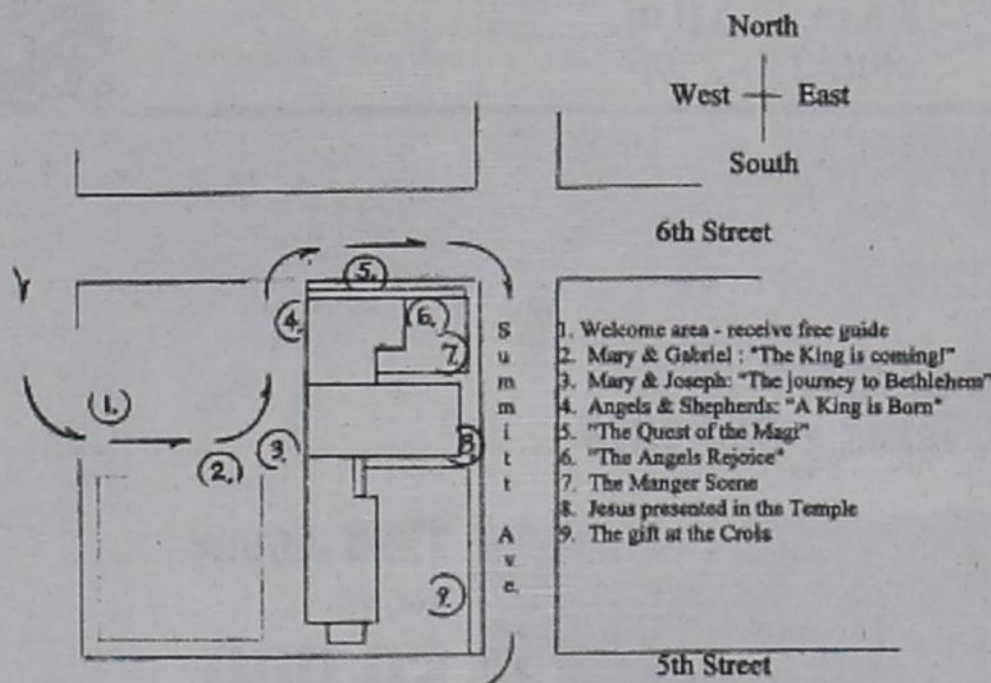 North
West East
South
6th Street
5.
4.
6.
7.
1.
3.
8.
2.
9.
Summitt Ave.
1. Welcome area - receive free guide
2. Mary & Gabriel : "The King is coming!"
3. Mary & Joseph: "The journey to Bethlehem"
4. Angels & Shepherds: "A King is Born"
5. "The Quest of the Magi"
6. "The Angels Rejoice"
7. The Manger Scene
8. Jesus presented in the Temple
9. The gift at the Crols
5th Street